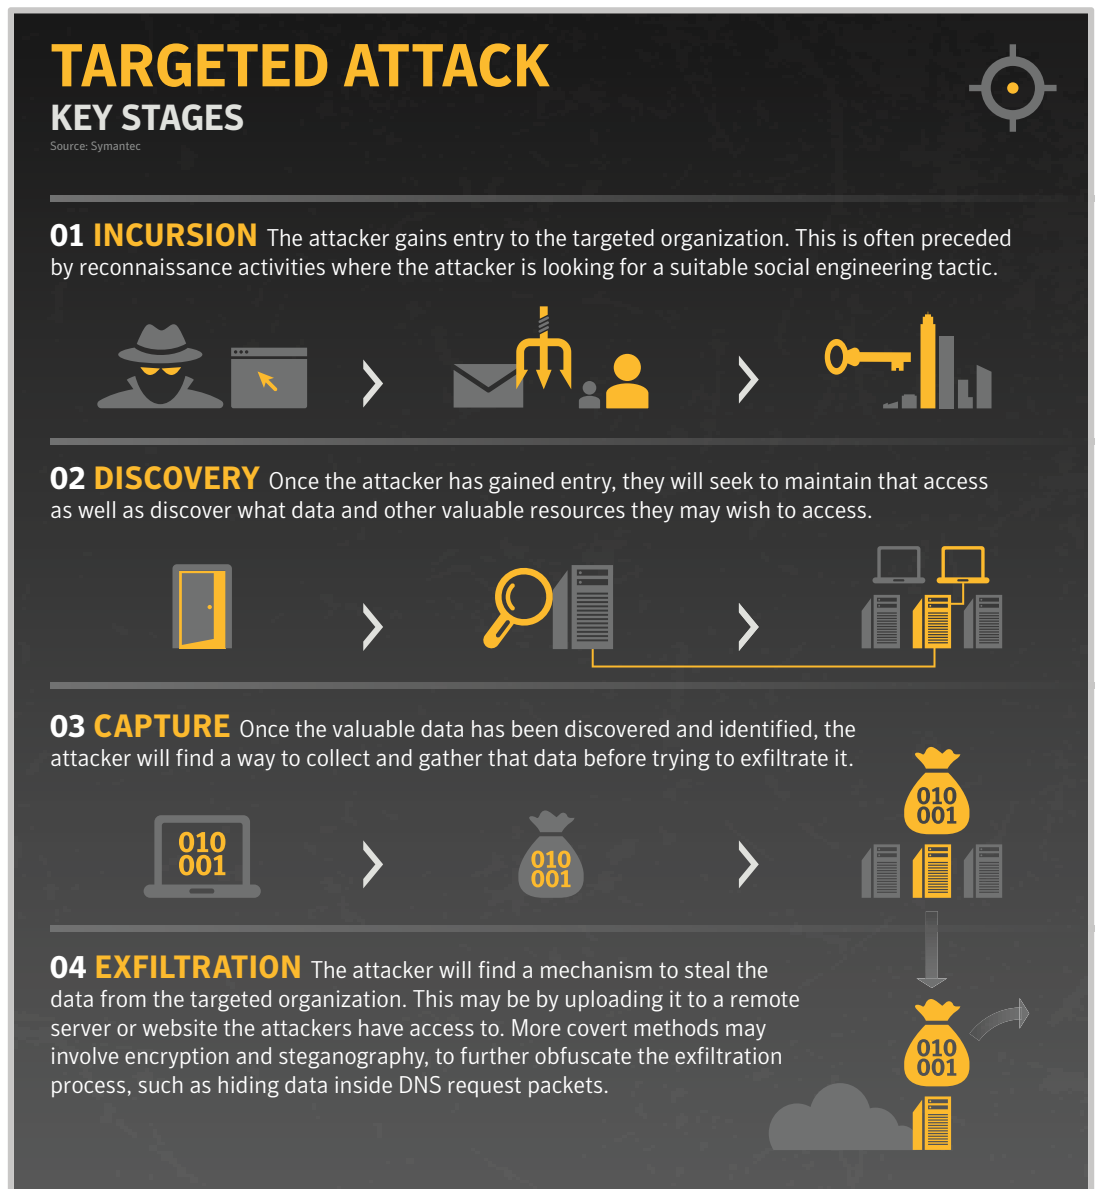 TARGETED ATTACK
KEY STAGES
Source: Symantec
01 INCURSION The attacker gains entry to the targeted organization. This is often preceded
by reconnaissance activities where the attacker is looking for a suitable social engineering tactic.
02 DISCOVERY Once the attacker has gained entry, they will seek to maintain that access
as well as discover what data and other valuable resources they may wish to access.
03 CAPTURE Once the valuable data has been discovered and identified, the
attacker will find a way to collect and gather that data before trying to exfiltrate it.
010
001
010
001
010
001
04 EXFILTRATION The attacker will find a mechanism to steal the
data from the targeted organization. This may be by uploading it to a remote
server or website the attackers have access to. More covert methods may
involve encryption and steganography, to further obfuscate the exfiltration
process, such as hiding data inside DNS request packets.
010
001